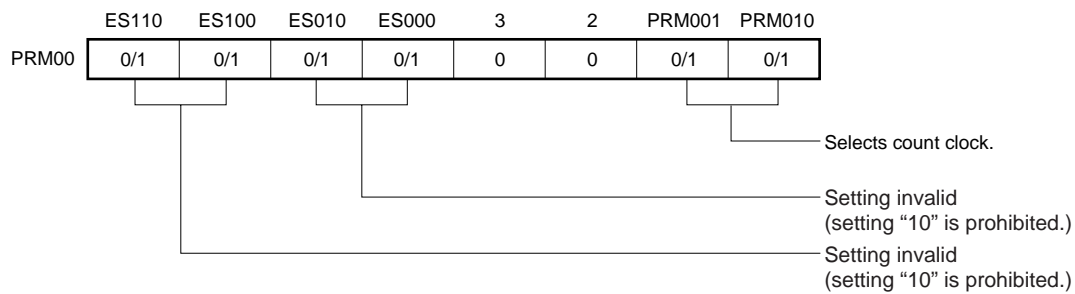 ES110 ES100 ES010 ES000 3 2 PRM001 PRM010
PRM00 0/1 0/1 0/1 0/1 0 0 0/1 0/1
Selects count clock.
Setting invalid
(setting “10” is prohibited.)
Setting invalid
(setting “10” is prohibited.)